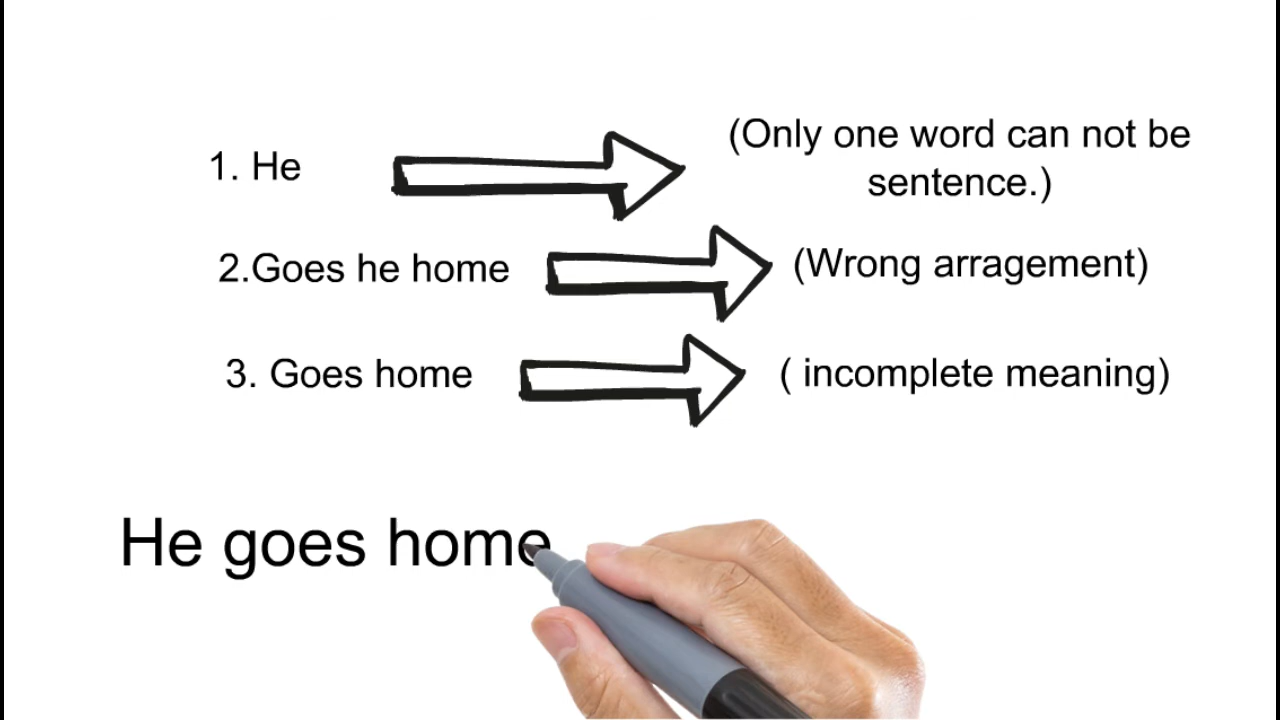 1. He
(Only one word can not be
sentence.)
2.Goes he home
(Wrong arragement)
3. Goes home
( incomplete meaning)
He goes home